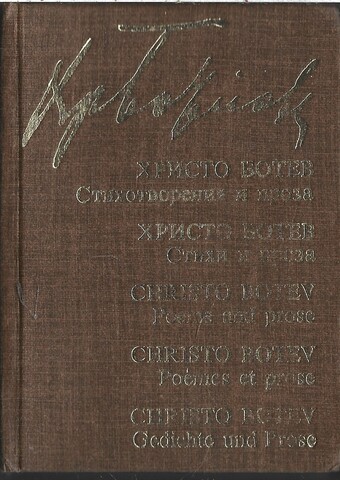 ХРИСТО БОТЕВ
Стихотворения и проза
ХРИСТО БОТЕВ
Стихи и проза
CHRISTO BOTEV
Poems and prose
CHRISTO BOTEV
Poémes et prose
CHRISTO BOTEV
Gedichte und Prose